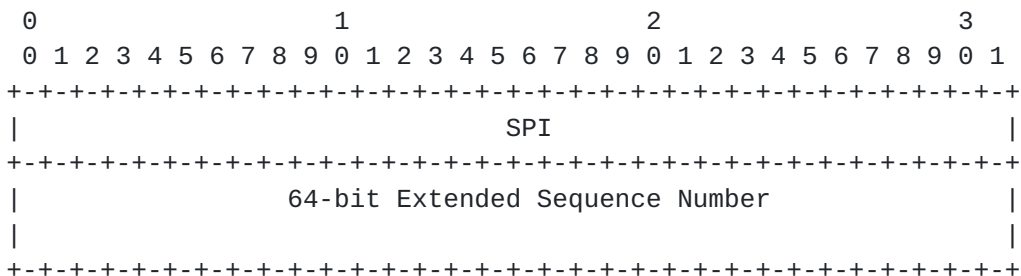 0                   1                   2                   3
0 1 2 3 4 5 6 7 8 9 0 1 2 3 4 5 6 7 8 9 0 1 2 3 4 5 6 7 8 9 0 1
+-+-+-+-+-+-+-+-+-+-+-+-+-+-+-+-+-+-+-+-+-+-+-+-+-+-+-+-+-+-+-+-+
|                               SPI                             |
+-+-+-+-+-+-+-+-+-+-+-+-+-+-+-+-+-+-+-+-+-+-+-+-+-+-+-+-+-+-+-+-+
|                 64-bit Extended Sequence Number               |
|                                                               |
+-+-+-+-+-+-+-+-+-+-+-+-+-+-+-+-+-+-+-+-+-+-+-+-+-+-+-+-+-+-+-+-+